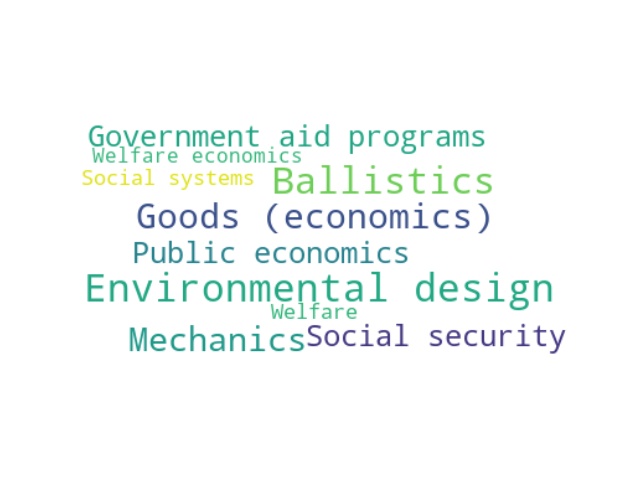 Government aid programs
Welfare economics
Social systems
Ballistics
Goods (economics)
Public economics
Environmental design
Welfare
Mechanics
Social security